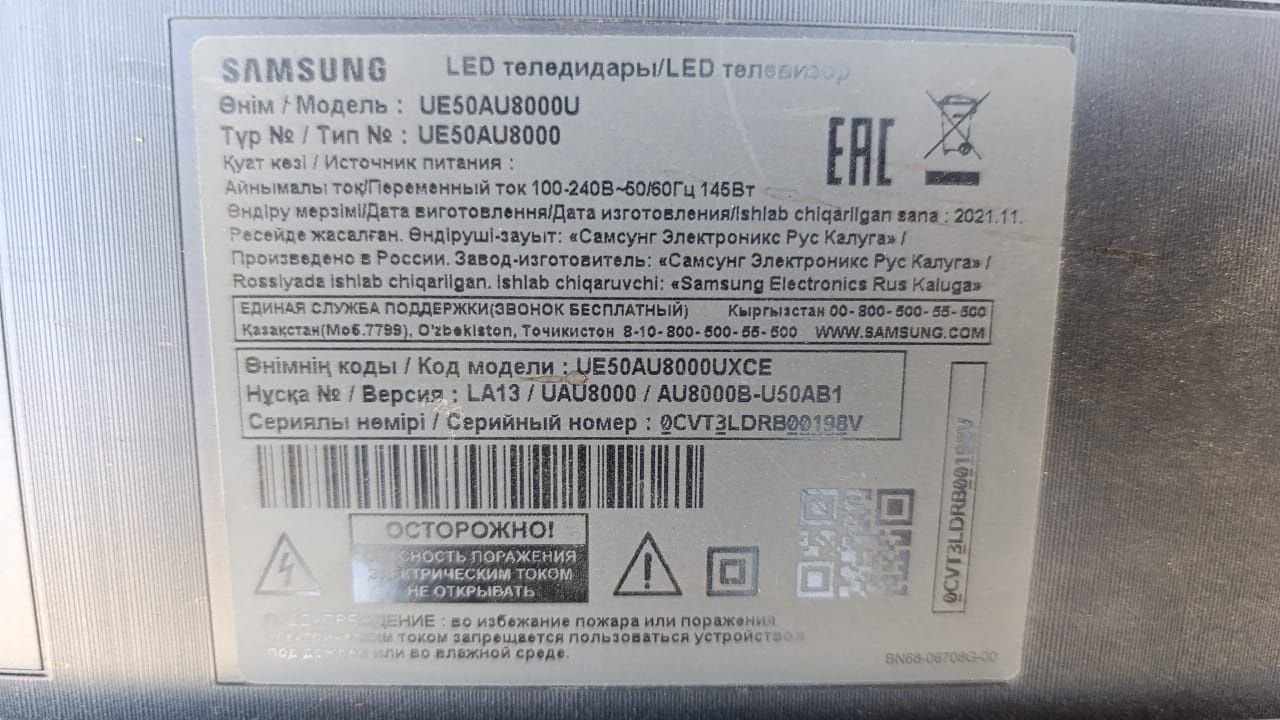 SAMSUNG LED теледидары/LED телевизор
Өнім / Модель : UE50AU8000U
Түр № / Тип № : UE50AU8000
Қуат көзі / Источник питания :
Айнымалы тоқ/Переменный ток 100-240В~50/60Гц 145Вт
Өндіру мерзімі/Дата виготовлення/Дата изготовления/Ishlab chiqarilgan sana : 2021.11.
Ресейде жасалған. Өндіруші-зауыт: «Самсунг Электроникс Рус Калуга» /
Произведено в России. Завод-изготовитель: «Самсунг Электроникс Рус Калуга» /
Rossiyada ishlab chiqarilgan. Ishlab chiqaruvchi: «Samsung Electronics Rus Kaluga»
EAC
ЕДИНАЯ СЛУЖБА ПОДДЕРЖКИ(ЗВОНОК БЕСПЛАТНЫЙ) Кыргызстан 00-800-500-55-500
Қазақстан(Моб.7799), O'zbekiston, Точикистон 8-10-800-500-55-500 WWW.SAMSUNG.COM
Өнімнің коды / Код модели : UE50AU8000UXCE
Нұсқа № / Версия : LA13 / UAU8000 / AU8000B-U50AB1
Сериялы нөмірі / Серийный номер : 0CVT3LDRB00198V
0CVT3LDRB00198V
ОСТОРОЖНО!
ОПАСНОСТЬ ПОРАЖЕНИЯ
ЭЛЕКТРИЧЕСКИМ ТОКОМ
НЕ ОТКРЫВАТЬ
ПРЕДУПРЕЖДЕНИЕ : во избежание пожара или поражения
электрическим током запрещается пользоваться устройством
под дождём или во влажной среде.
BN68-06708G-00